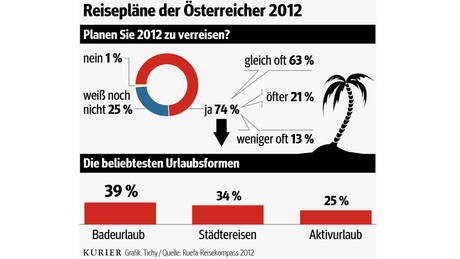 Reisepläne der Österreicher 2012
Planen Sie 2012 zu verreisen?
nein 1 %
weiß noch
nicht 25 %
ja 74 %
gleich oft 63 %
öfter 21 %
weniger oft 13 %
Die beliebtesten Urlaubsformen
39 %
34 %
25 %
Badeurlaub
Städtereisen
Aktivurlaub
KURIER Grafik: Tichy / Quelle: Ruefa-Reisekompass 2012